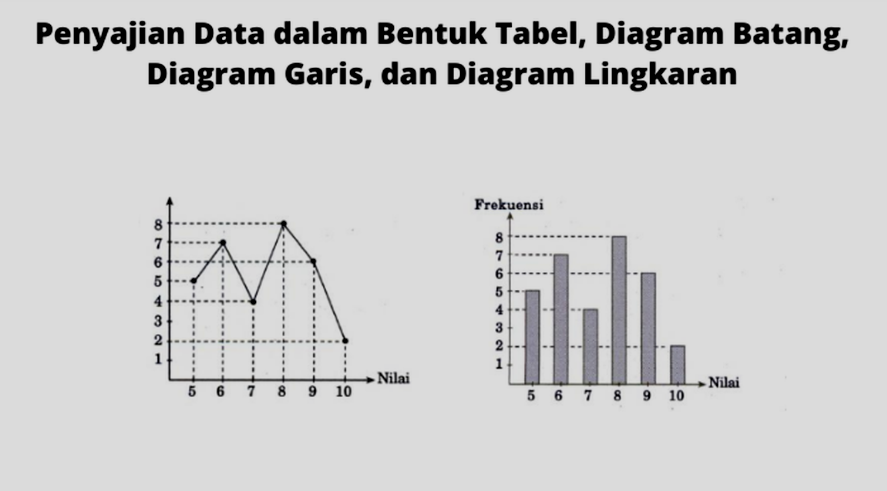 Penyajian Data dalam Bentuk Tabel, Diagram Batang,
Diagram Garis, dan Diagram Lingkaran
8
7
6
5
4
3
2
1
5 6 7 8 9 10
Nilai
Frekuensi
8
7
6
5
4
3
2
1
5 6 7 8 9 10
Nilai